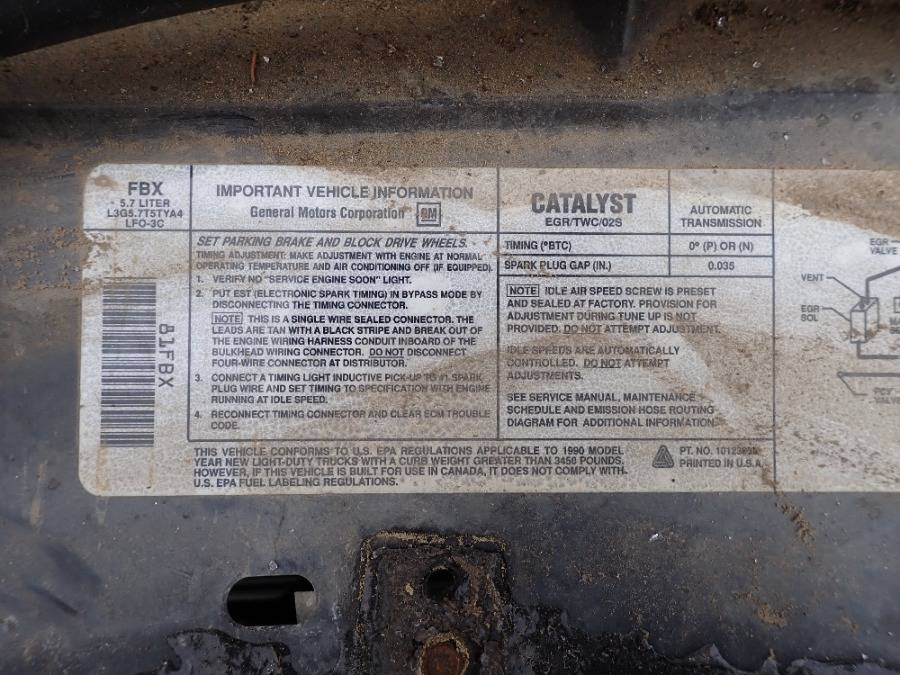 FBX
5.7 LITER
L3G5.7T5TYA4
LFO-3C
81FBX
IMPORTANT VEHICLE INFORMATION
General Motors Corporation GM
SET PARKING BRAKE AND BLOCK DRIVE WHEELS.
TIMING ADJUSTMENT: MAKE ADJUSTMENT WITH ENGINE AT NORMAL
OPERATING TEMPERATURE AND AIR CONDITIONING OFF (IF EQUIPPED).
1. VERIFY NO "SERVICE ENGINE SOON" LIGHT.
2. PUT EST (ELECTRONIC SPARK TIMING) IN BYPASS MODE BY
DISCONNECTING THE TIMING CONNECTOR.
NOTE THIS IS A SINGLE WIRE SEALED CONNECTOR. THE
LEADS ARE TAN WITH A BLACK STRIPE AND BREAK OUT OF
THE ENGINE WIRING HARNESS CONDUIT INBOARD OF THE
BULKHEAD WIRING CONNECTOR. DO NOT DISCONNECT
FOUR-WIRE CONNECTOR AT DISTRIBUTOR.
3. CONNECT A TIMING LIGHT INDUCTIVE PICK-UP TO #1 SPARK
PLUG WIRE AND SET TIMING TO SPECIFICATION WITH ENGINE
RUNNING AT IDLE SPEED.
4. RECONNECT TIMING CONNECTOR AND CLEAR ECM TROUBLE
CODE.
CATALYST
EGR/TWC/O2S
AUTOMATIC
TRANSMISSION
TIMING (°BTC) 0° (P) OR (N)
SPARK PLUG GAP (IN.) 0.035
NOTE IDLE AIR SPEED SCREW IS PRESET
AND SEALED AT FACTORY. PROVISION FOR
ADJUSTMENT DURING TUNE UP IS NOT
PROVIDED. DO NOT ATTEMPT ADJUSTMENT.
IDLE SPEEDS ARE AUTOMATICALLY
CONTROLLED. DO NOT ATTEMPT
ADJUSTMENTS.
SEE SERVICE MANUAL, MAINTENANCE
SCHEDULE AND EMISSION HOSE ROUTING
DIAGRAM FOR ADDITIONAL INFORMATION.
THIS VEHICLE CONFORMS TO U.S. EPA REGULATIONS APPLICABLE TO 1990 MODEL
YEAR NEW LIGHT-DUTY TRUCKS WITH A CURB WEIGHT GREATER THAN 3450 POUNDS.
HOWEVER, IF THIS VEHICLE IS BUILT FOR USE IN CANADA, IT DOES NOT COMPLY WITH
U.S. EPA FUEL LABELING REGULATIONS.
PT. NO.
PRINTED IN U.S.A.
EGR
VALVE
VENT
EGR
SOL